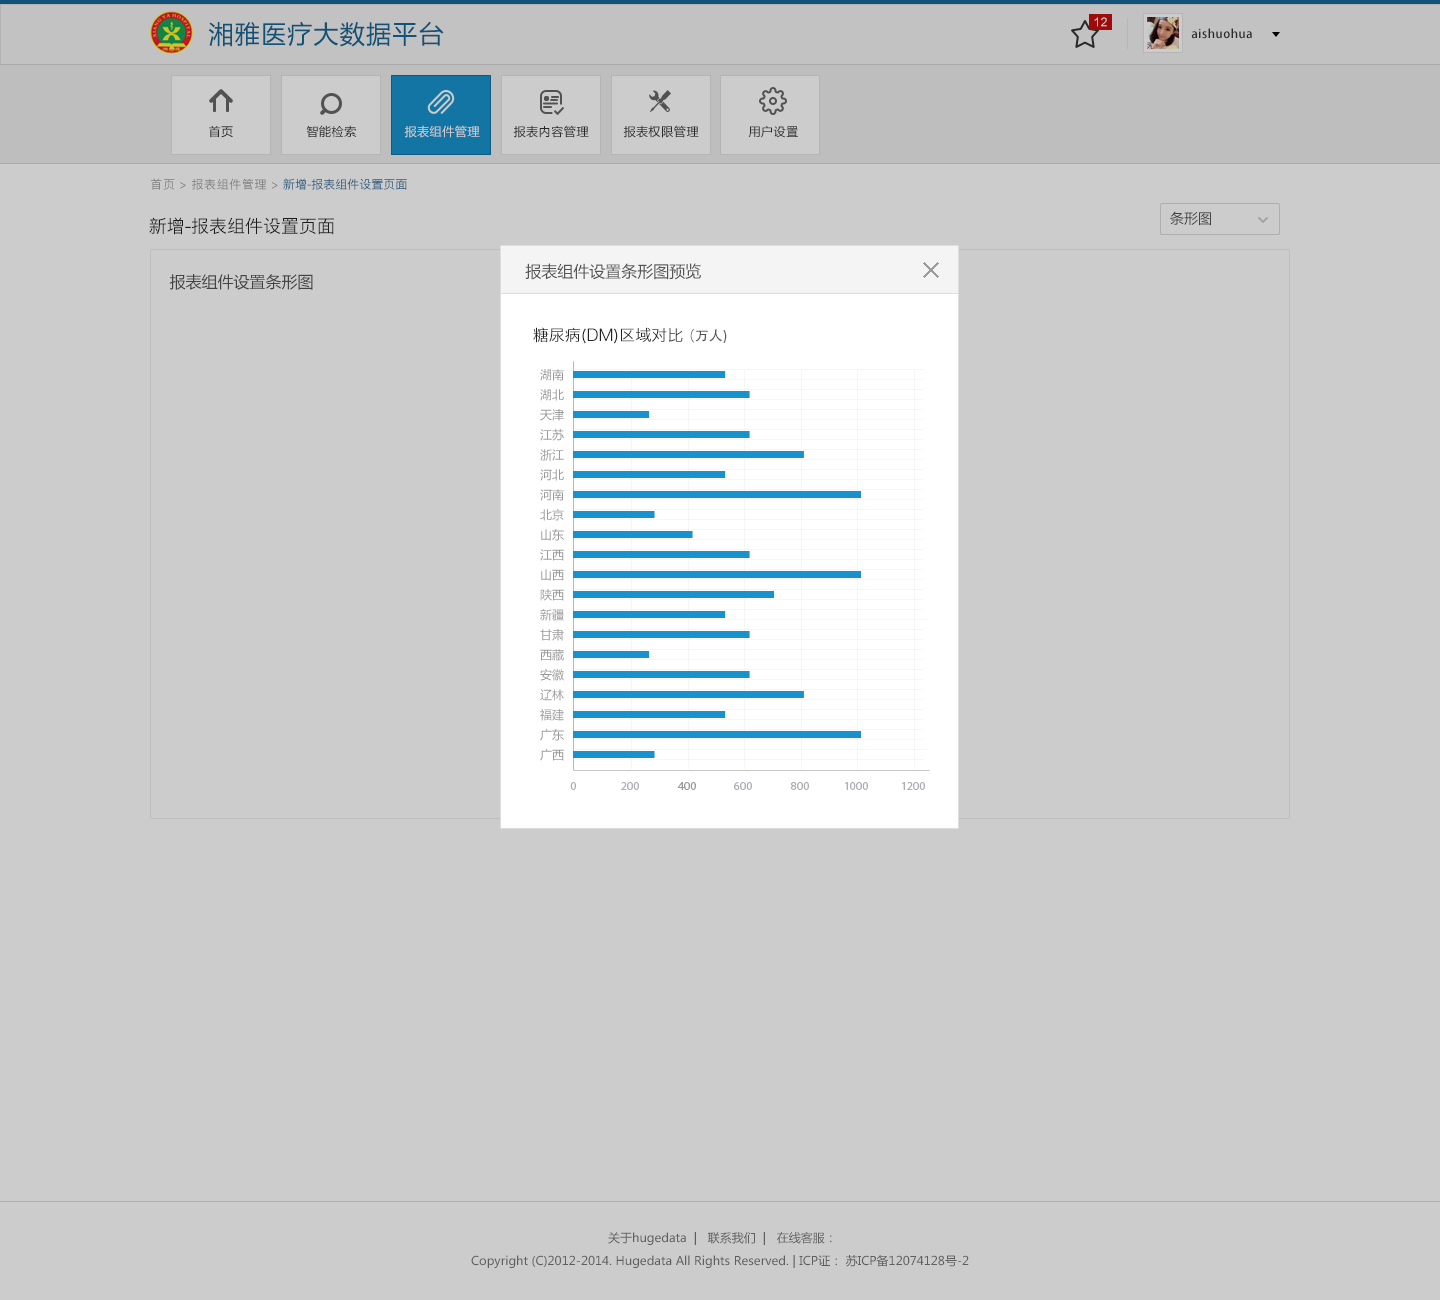 湘雅医疗大数据平台
12
aishuohua
首页
智能检索
报表组件管理
报表内容管理
报表权限管理
用户设置
首页 > 报表组件管理 > 新增-报表组件设置页面
新增-报表组件设置页面
条形图
报表组件设置条形图
报表组件设置条形图预览
糖尿病(DM)区域对比（万人)
湖南
湖北
天津
江苏
浙江
河北
河南
北京
山东
江西
山西
陕西
新疆
甘肃
西藏
安徽
辽林
福建
广东
广西
0 200 400 600 800 1000 1200
关于hugedata | 联系我们 | 在线客服：
Copyright (C)2012-2014. Hugedata All Rights Reserved. | ICP证： 苏ICP备12074128号-2